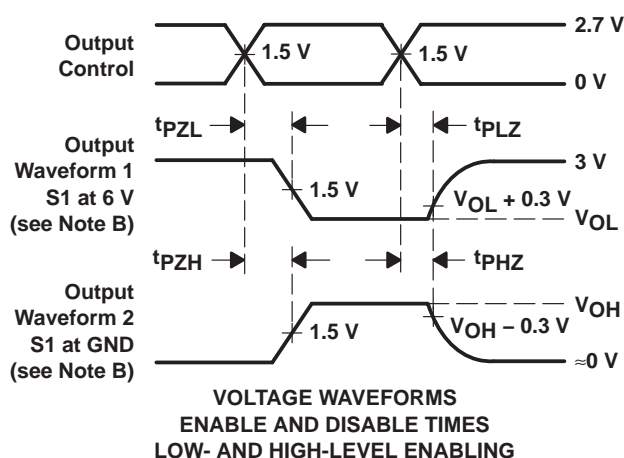 Output
Control
1.5 V
1.5 V
2.7 V
0 V
tPZL
tPLZ
Output
Waveform 1
S1 at 6 V
(see Note B)
1.5 V
3 V
VOL + 0.3 V
VOL
tPZH
tPHZ
Output
Waveform 2
S1 at GND
(see Note B)
1.5 V
VOH
VOH − 0.3 V
≈0 V
VOLTAGE WAVEFORMS
ENABLE AND DISABLE TIMES
LOW- AND HIGH-LEVEL ENABLING